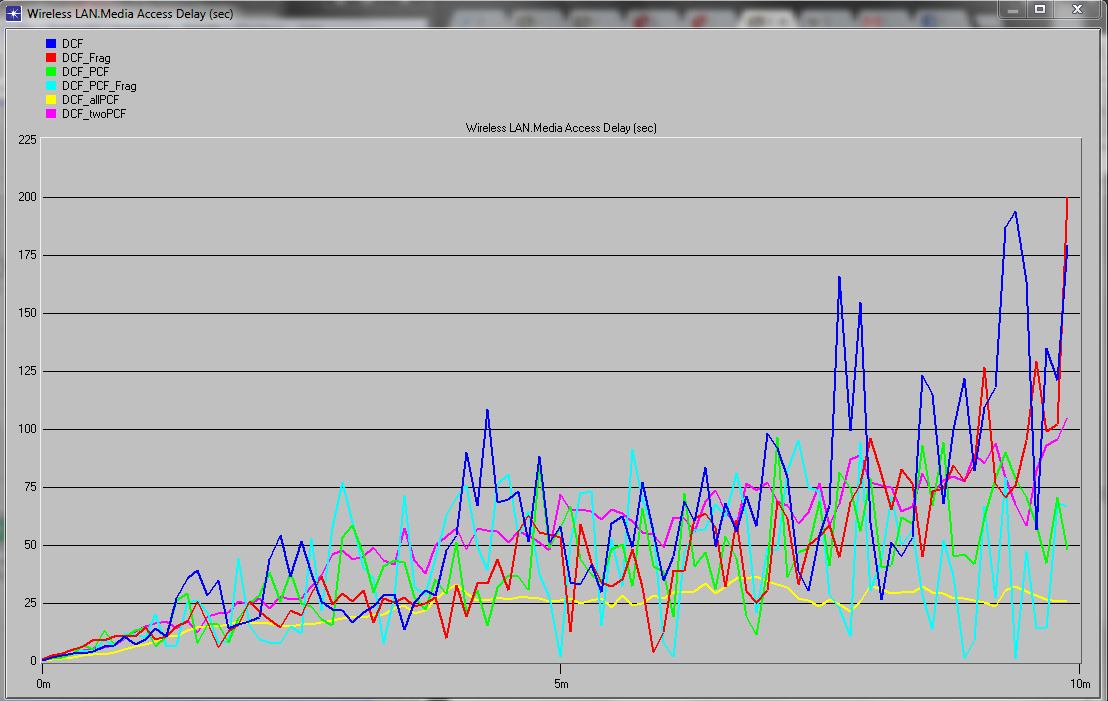 Wireless LAN.Media Access Delay (sec)
DCF
DCF_Frag
DCF_PCF
DCF_PCF_Frag
DCF_allPCF
DCF_twoPCF
Wireless LAN.Media Access Delay (sec)
225
200
175
150
125
100
75
50
25
0
0m 5m 10m